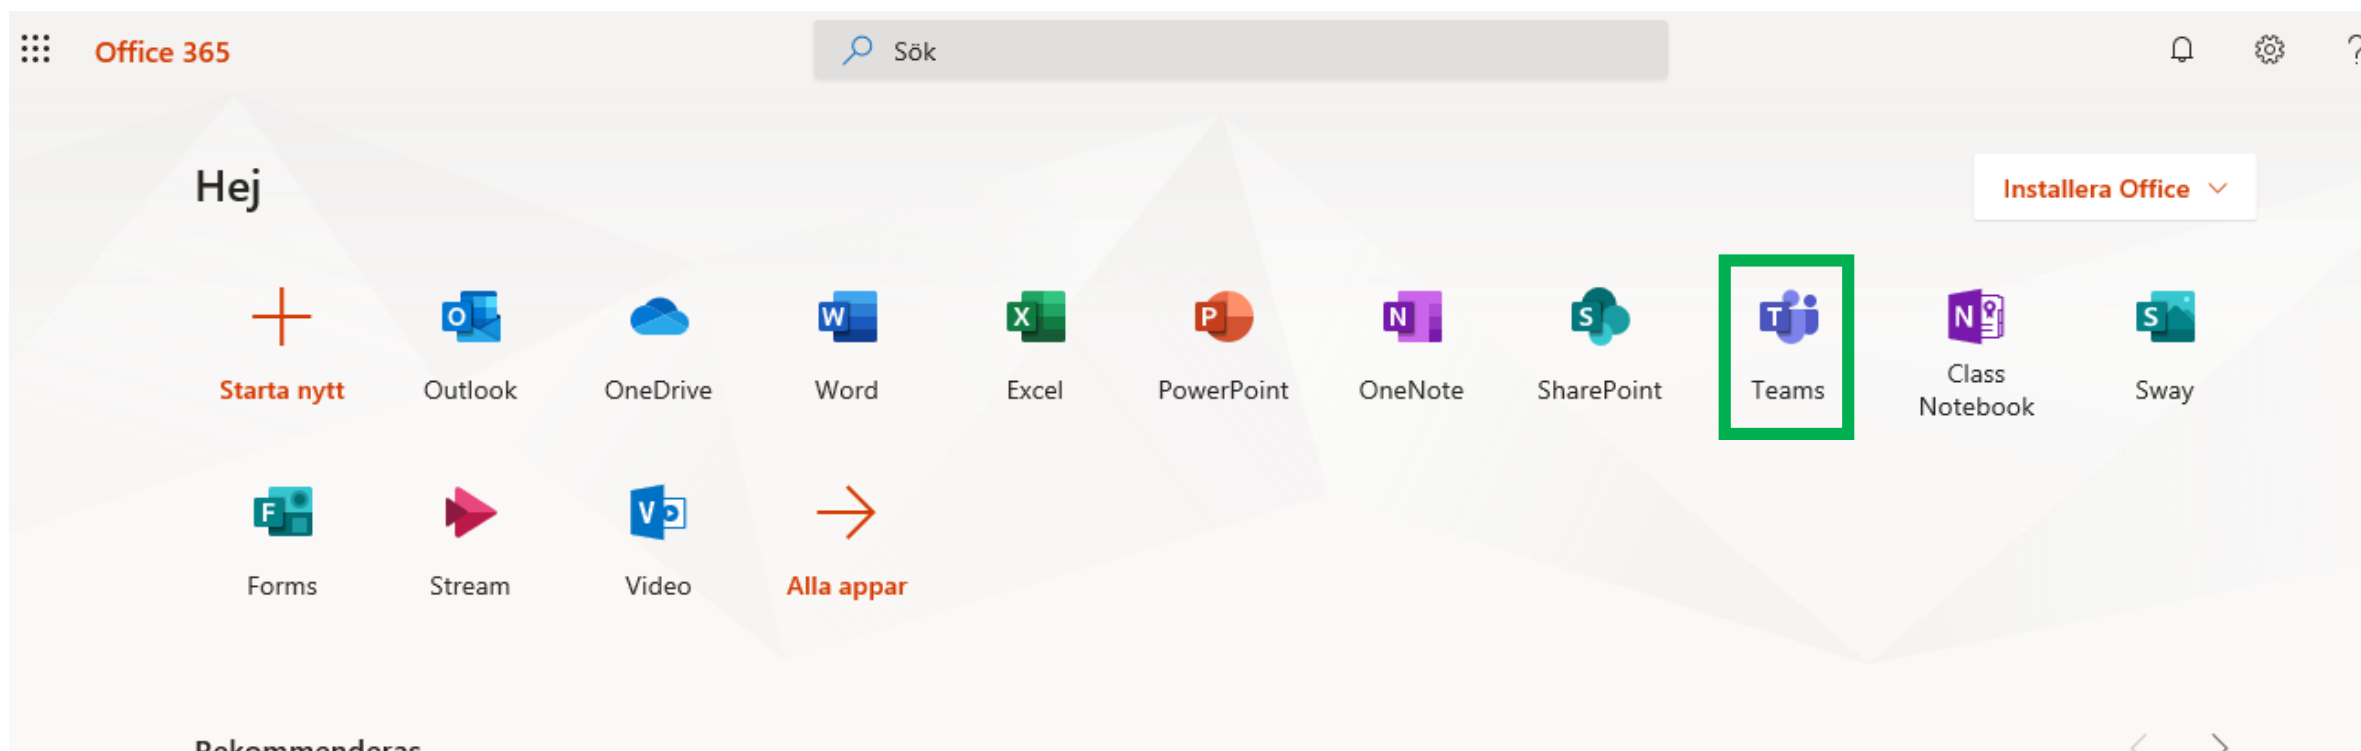 Office 365
Sök
?
Hej
Installera Office
Starta nytt
Outlook
OneDrive
Word
Excel
PowerPoint
OneNote
SharePoint
Teams
Class
Notebook
Sway
Forms
Stream
Video
Alla appar
Rekommenderas